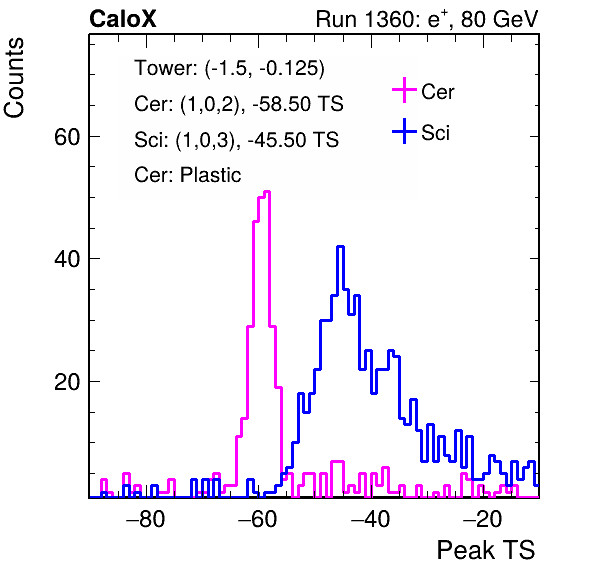 CaloX Run 1360: e⁺, 80 GeV
Counts
Tower: (-1.5, -0.125)
Cer: (1,0,2), -58.50 TS
Sci: (1,0,3), -45.50 TS
Cer: Plastic
Cer
Sci
60
40
20
−80 −60 −40 −20
Peak TS